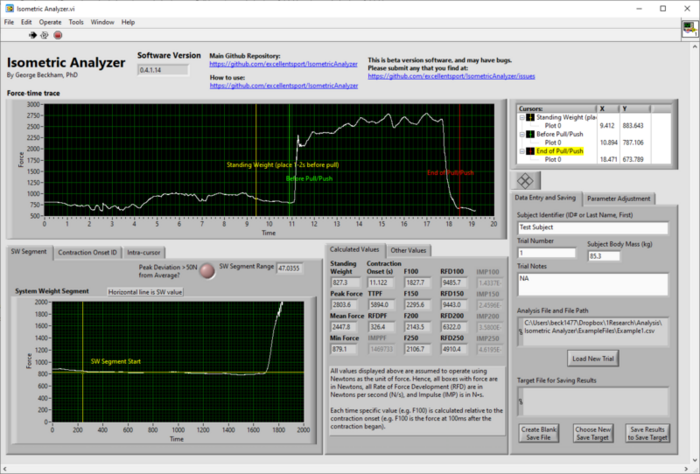 Isometric Analyzer.vi
File Edit Operate Tools Window Help
Isometric Analyzer
By George Beckham, PhD
Software Version
0.4.1.14
Main Github Repository:
https://github.com/excellentsport/IsometricAnalyzer
How to use:
https://github.com/excellentsport/IsometricAnalyzer
This is beta version software, and may have bugs.
Please submit any that you find at:
https://github.com/excellentsport/IsometricAnalyzer/issues
Force-time trace
Force
3000
2750
2500
2250
2000
1750
1500
1250
1000
750
500
Standing Weight (place 1-2s before pull)
Before Pull/Push
End of Pull/Push
0 1 2 3 4 5 6 7 8 9 10 11 12 13 14 15 16 17 18 19 20
Time
Cursors: X Y
Standing Weight (pla
Plot 0 9.412 883.643
Before Pull/Push
Plot 0 10.894 787.106
End of Pull/Push
Plot 0 18.471 673.789
SW Segment Contraction Onset ID Intra-cursor
Peak Deviation >50N
from Average?
SW Segment Range 47.0355
System Weight Segment
Horizontal line is SW value
Force
2000
1800
1600
1400
1200
1000
800
600
400
200
0
SW Segment Start
0 200 400 600 800 1000 1200 1400 1600 1800 2000
Time
Calculated Values Other Values
Standing Weight Contraction Onset (s) F100 RFD100 IMP100
827.3 11.122 1827.7 9485.7
Peak Force TTPF F150 RFD150 IMP150
2803.6 5894.0 2295.6 9443.0
Mean Force RFDPF F200 RFD200 IMP200
2447.8 326.4 2143.5 6322.0
Min Force IMPPF F250 RFD250 IMP250
879.1 2106.7 4910.4
All values displayed above are assumed to operate using
Newtons as the unit of force. Hence, all boxes with force are
in Newtons, all Rate of Force Development (RFD) are in
Newtons per second (N/s), and Impulse (IMP) is in N•s.
Each time specific value (e.g. F100) is calculated relative to the
contraction onset (e.g. F100 is the force at 100ms after the
contraction began).
Data Entry and Saving Parameter Adjustment
Subject Identifier (ID# or Last Name, First)
Test Subject
Trial Number
1
Subject Body Mass (kg)
85.3
Trial Notes
NA
Analysis File and File Path
C:\Users\beck1477\Dropbox\1Research\Analysis\
Isometric Analyzer\ExampleFiles\Example1.csv
Load New Trial
Target File for Saving Results
Create Blank
Save File
Choose New
Save Target
Save Results
to Save Target